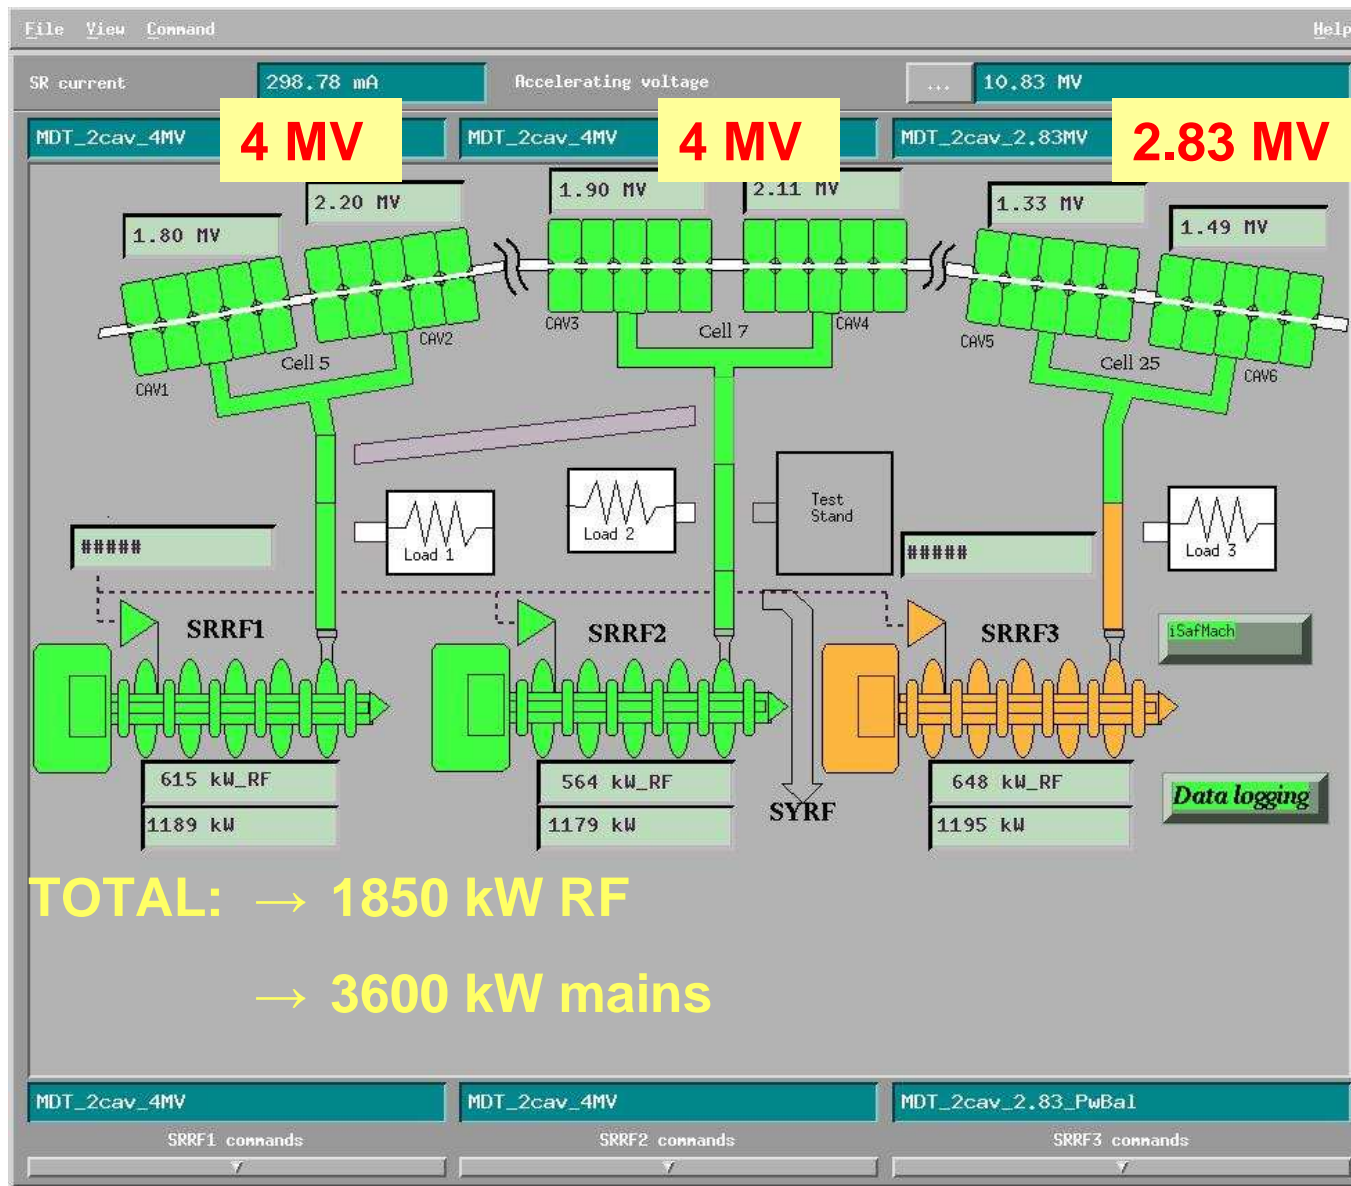 File View Command Help
SR current 298.78 mA Accelerating voltage ... 10.83 MV
MDT_2cav_4MV 4 MV MDT_2cav_4MV 4 MV MDT_2cav_2.83MV 2.83 MV
1.80 MV 2.20 MV 1.90 MV 2.11 MV 1.33 MV 1.49 MV
CAV1 Cell 5 CAV2 CAV3 Cell 7 CAV4 CAV5 Cell 25 CAV6
Load 1 Load 2 Test Stand Load 3
##### #####
SRRF1 SRRF2 SRRF3 iSafMach
615 kW_RF 564 kW_RF 648 kW_RF
1189 kW 1179 kW SYRF 1195 kW Data logging
TOTAL: → 1850 kW RF
→ 3600 kW mains
MDT_2cav_4MV MDT_2cav_4MV MDT_2cav_2.83_PwBal
SRRF1 commands SRRF2 commands SRRF3 commands